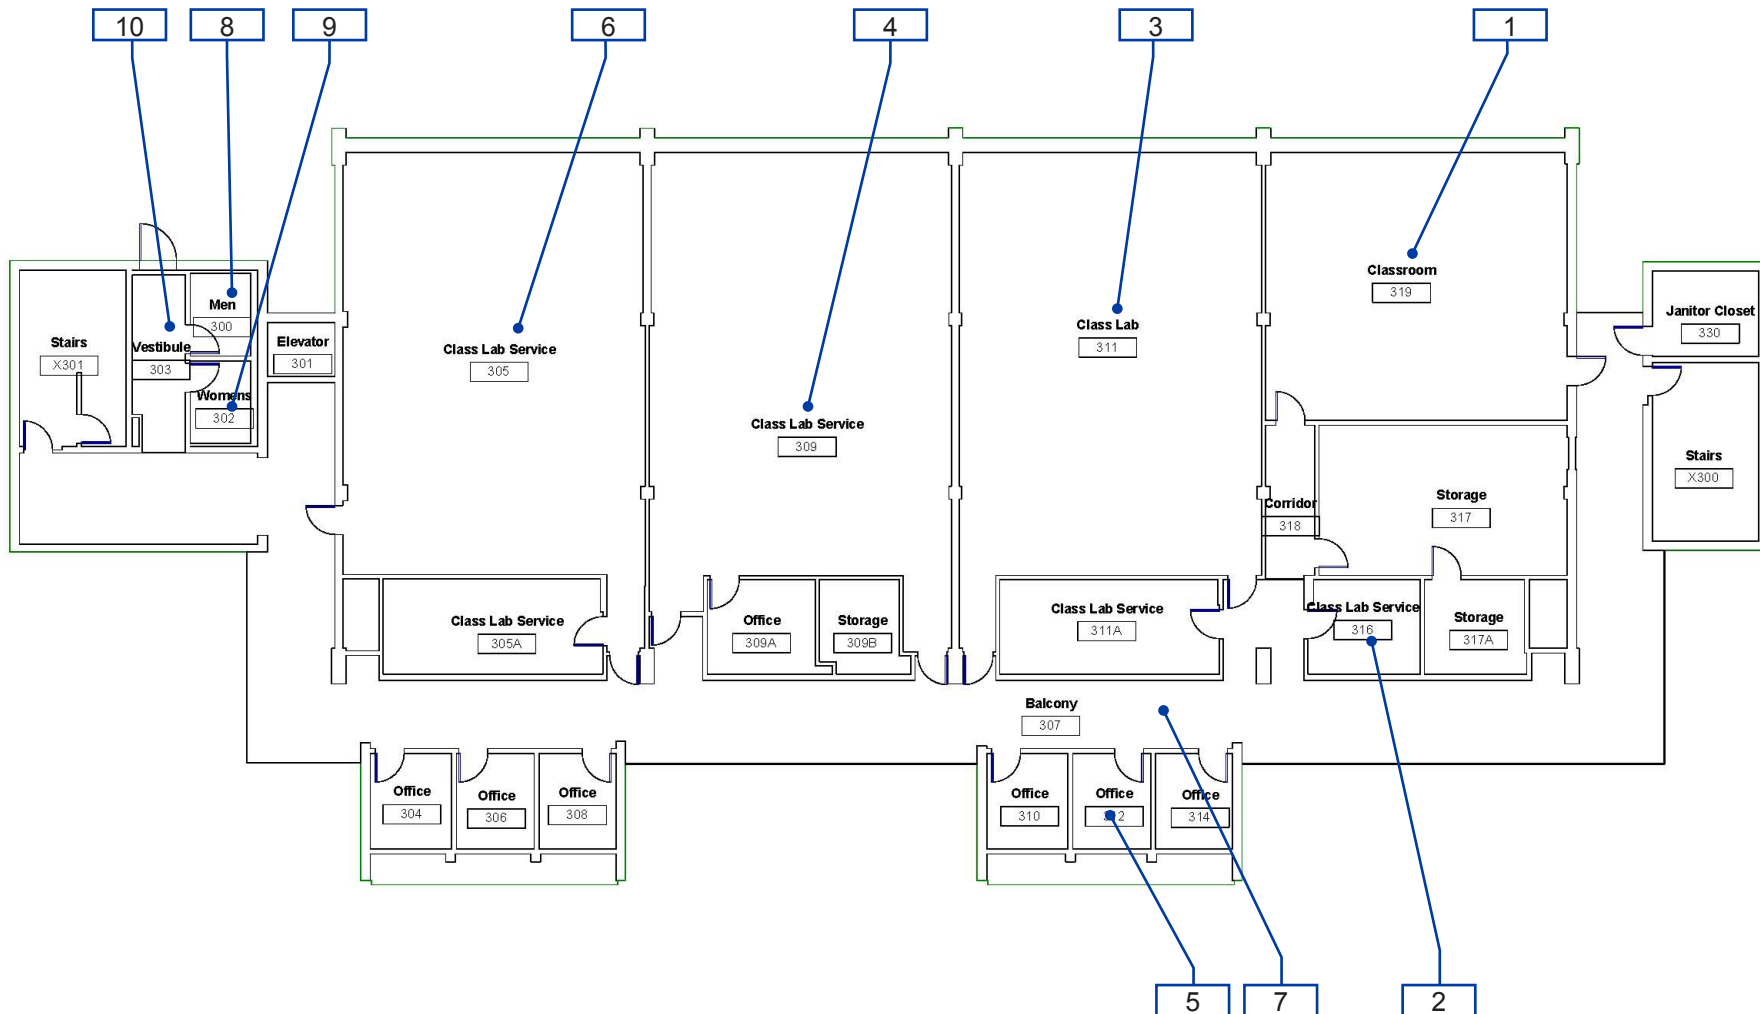 10
8
9
6
4
3
1
Classroom
319
Men
300
Janitor Closet
330
Class Lab
311
Stairs
X301
Vestibule
303
Elevator
301
Class Lab Service
305
Womens
302
Class Lab Service
309
Stairs
X300
Corridor
318
Storage
317
Class Lab Service
305A
Office
309A
Storage
309B
Class Lab Service
311A
Class Lab Service
316
Storage
317A
Balcony
307
Office
304
Office
306
Office
308
Office
310
Office
312
Office
314
5
7
2